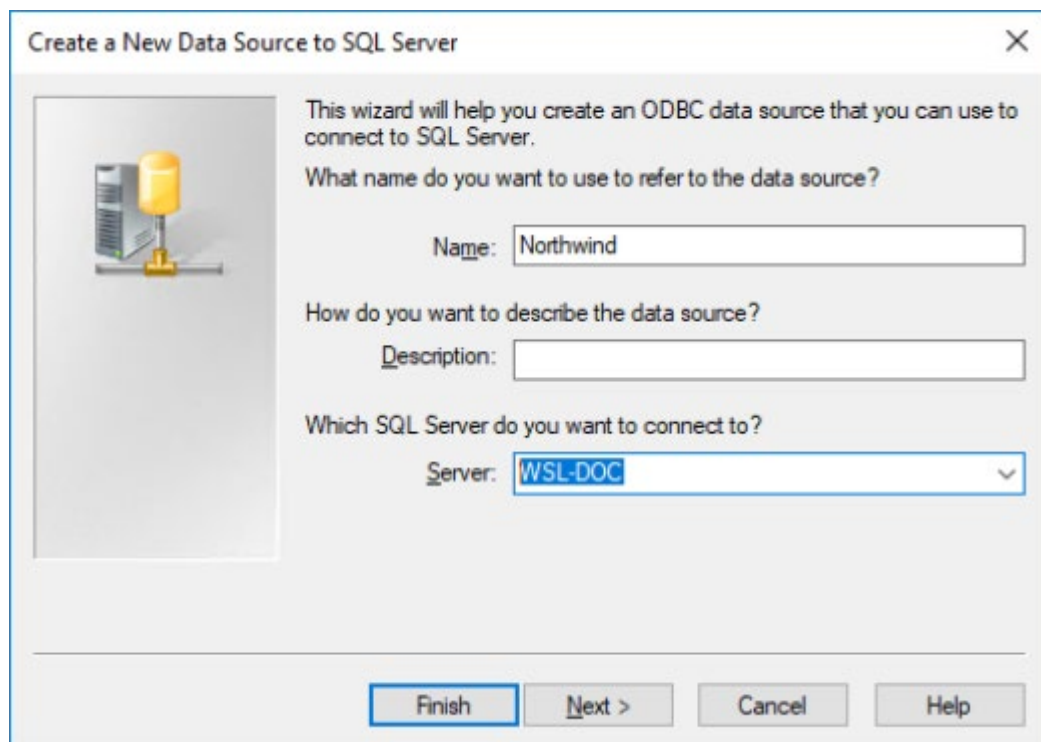 Create a New Data Source to SQL Server
This wizard will help you create an ODBC data source that you can use to
connect to SQL Server.
What name do you want to use to refer to the data source?
Name: Northwind
How do you want to describe the data source?
Description:
Which SQL Server do you want to connect to?
Server: WSL-DOC
Finish Next > Cancel Help